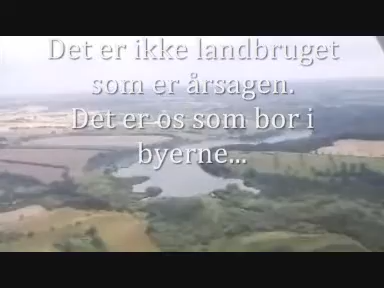 Det er ikke landbruget
som er årsagen.
Det er os som bor i
byerne...